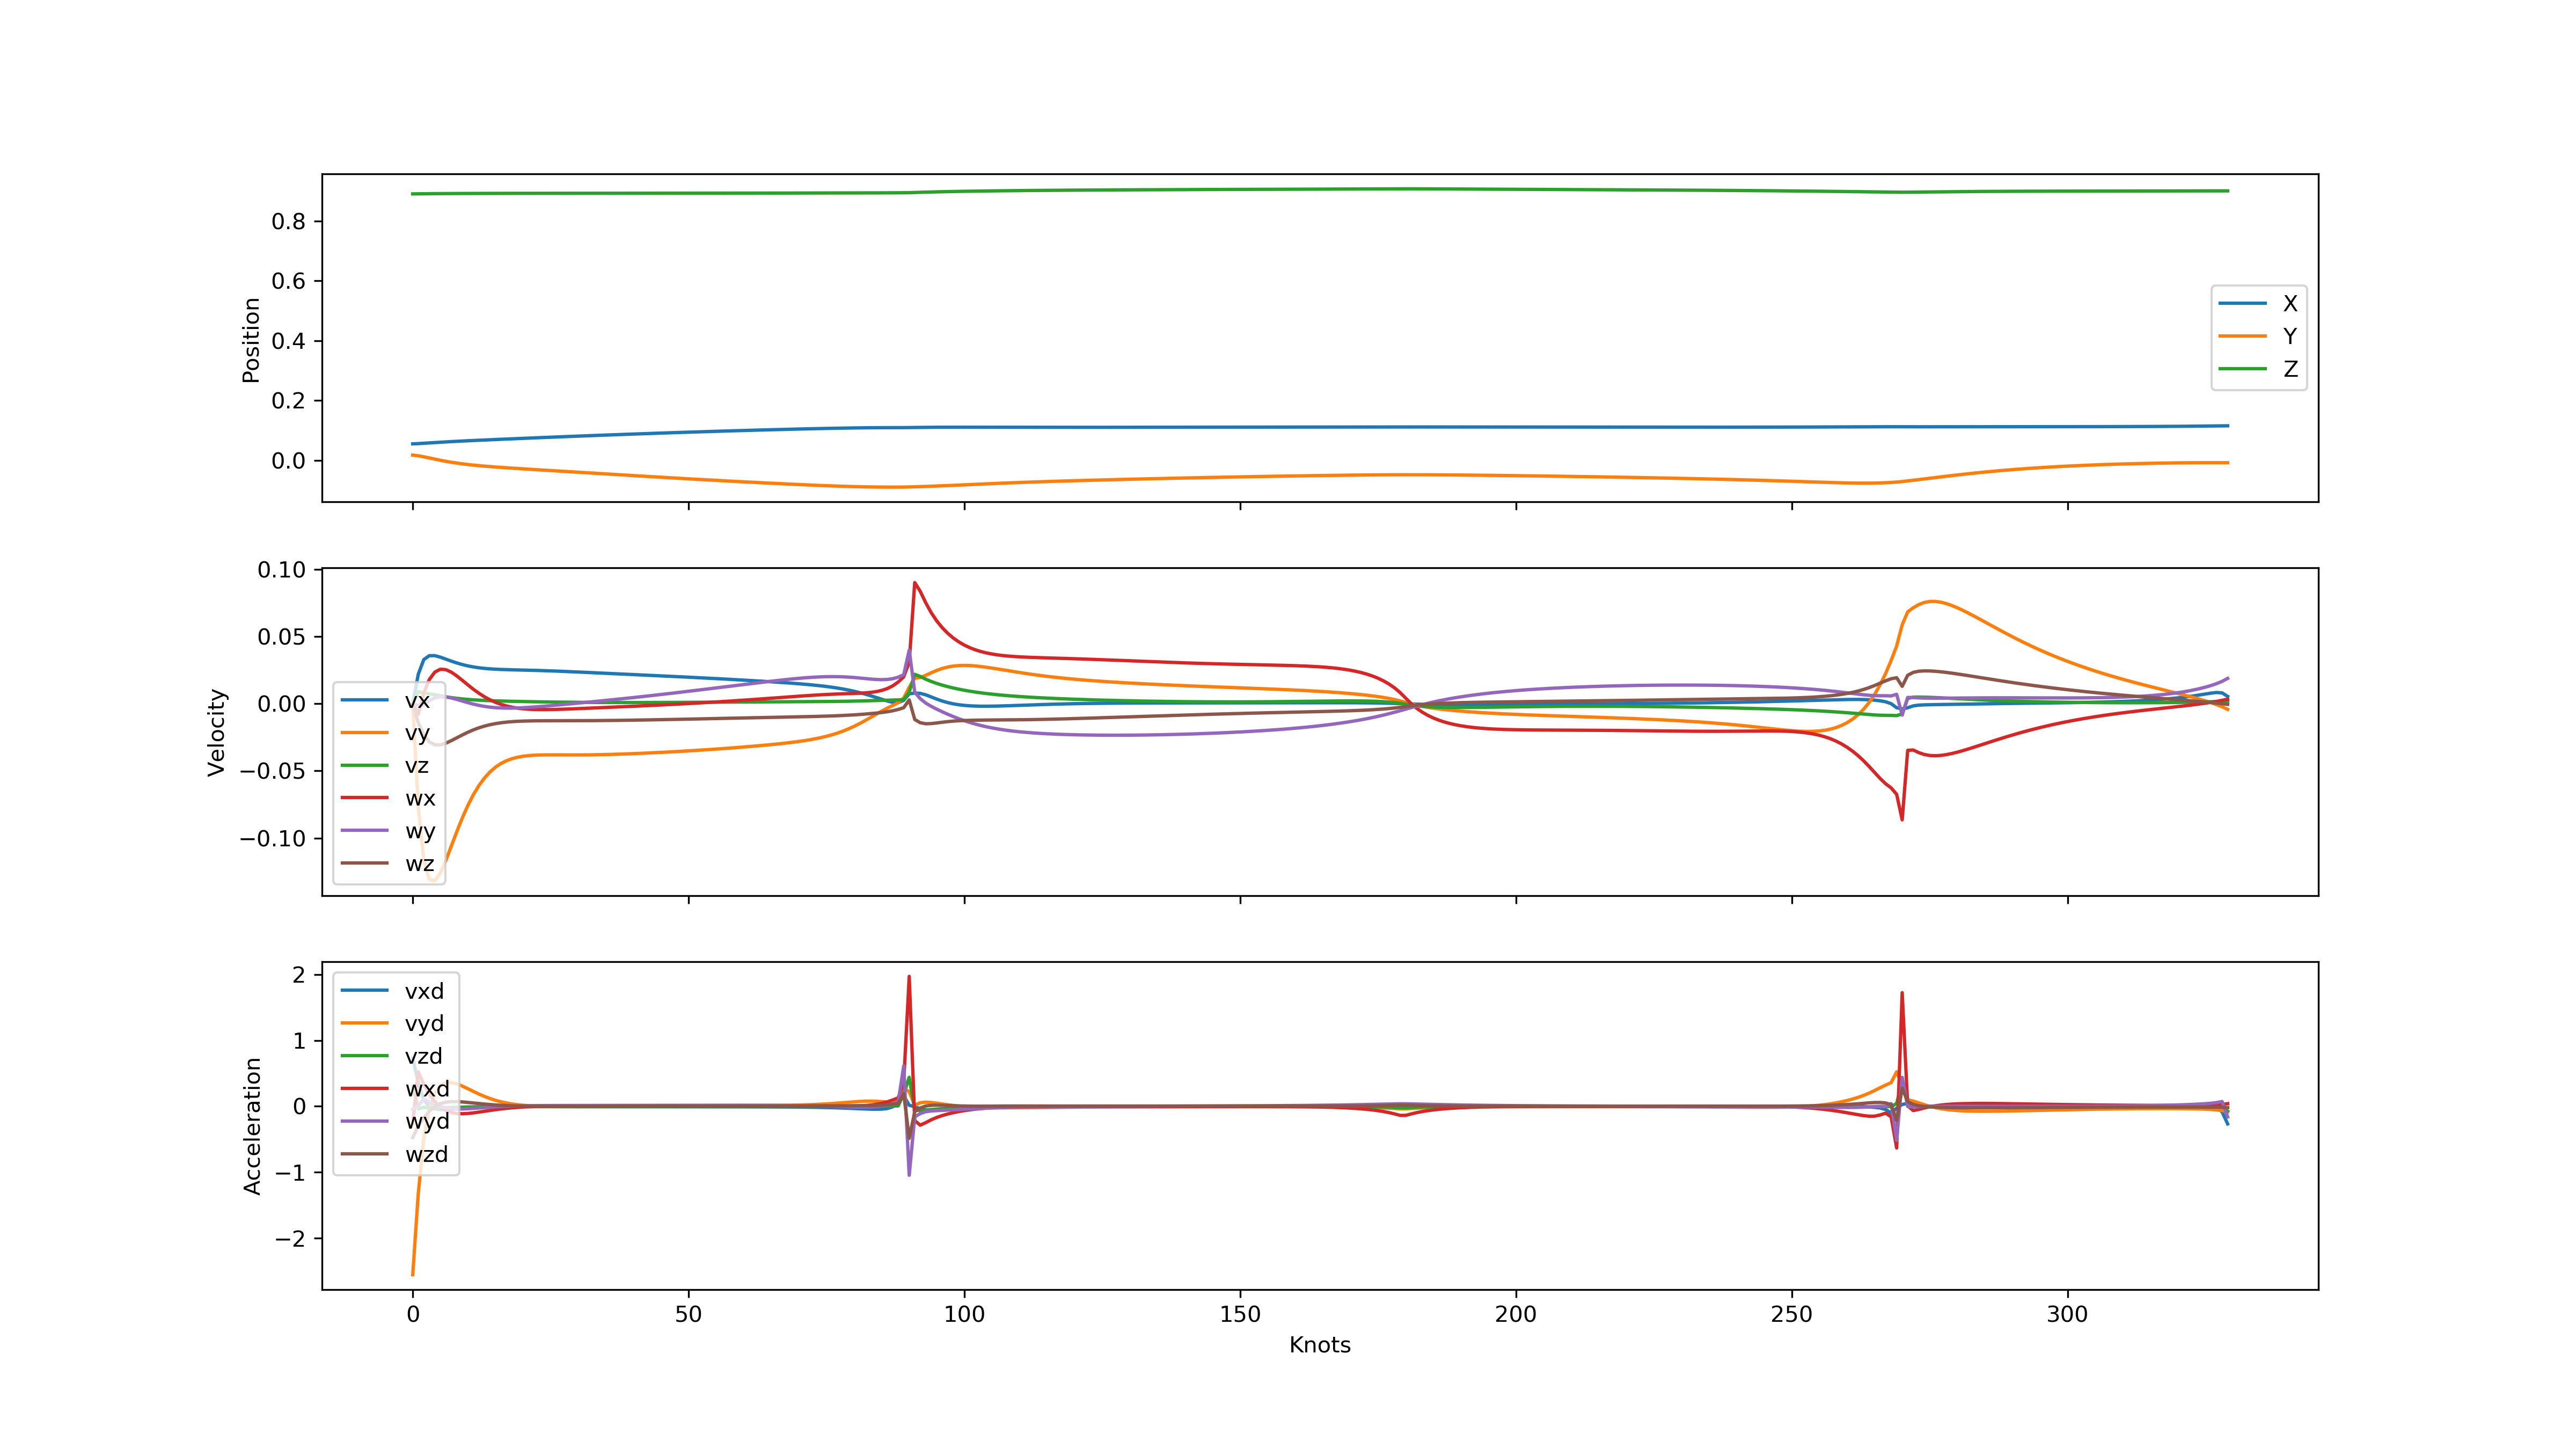 Position
0.8
0.6
0.4
0.2
0.0
X
Y
Z
Velocity
0.10
0.05
0.00
−0.05
−0.10
vx
vy
vz
wx
wy
wz
Acceleration
2
1
0
−1
−2
vxd
vyd
vzd
wxd
wyd
wzd
0 50 100 150 200 250 300
Knots